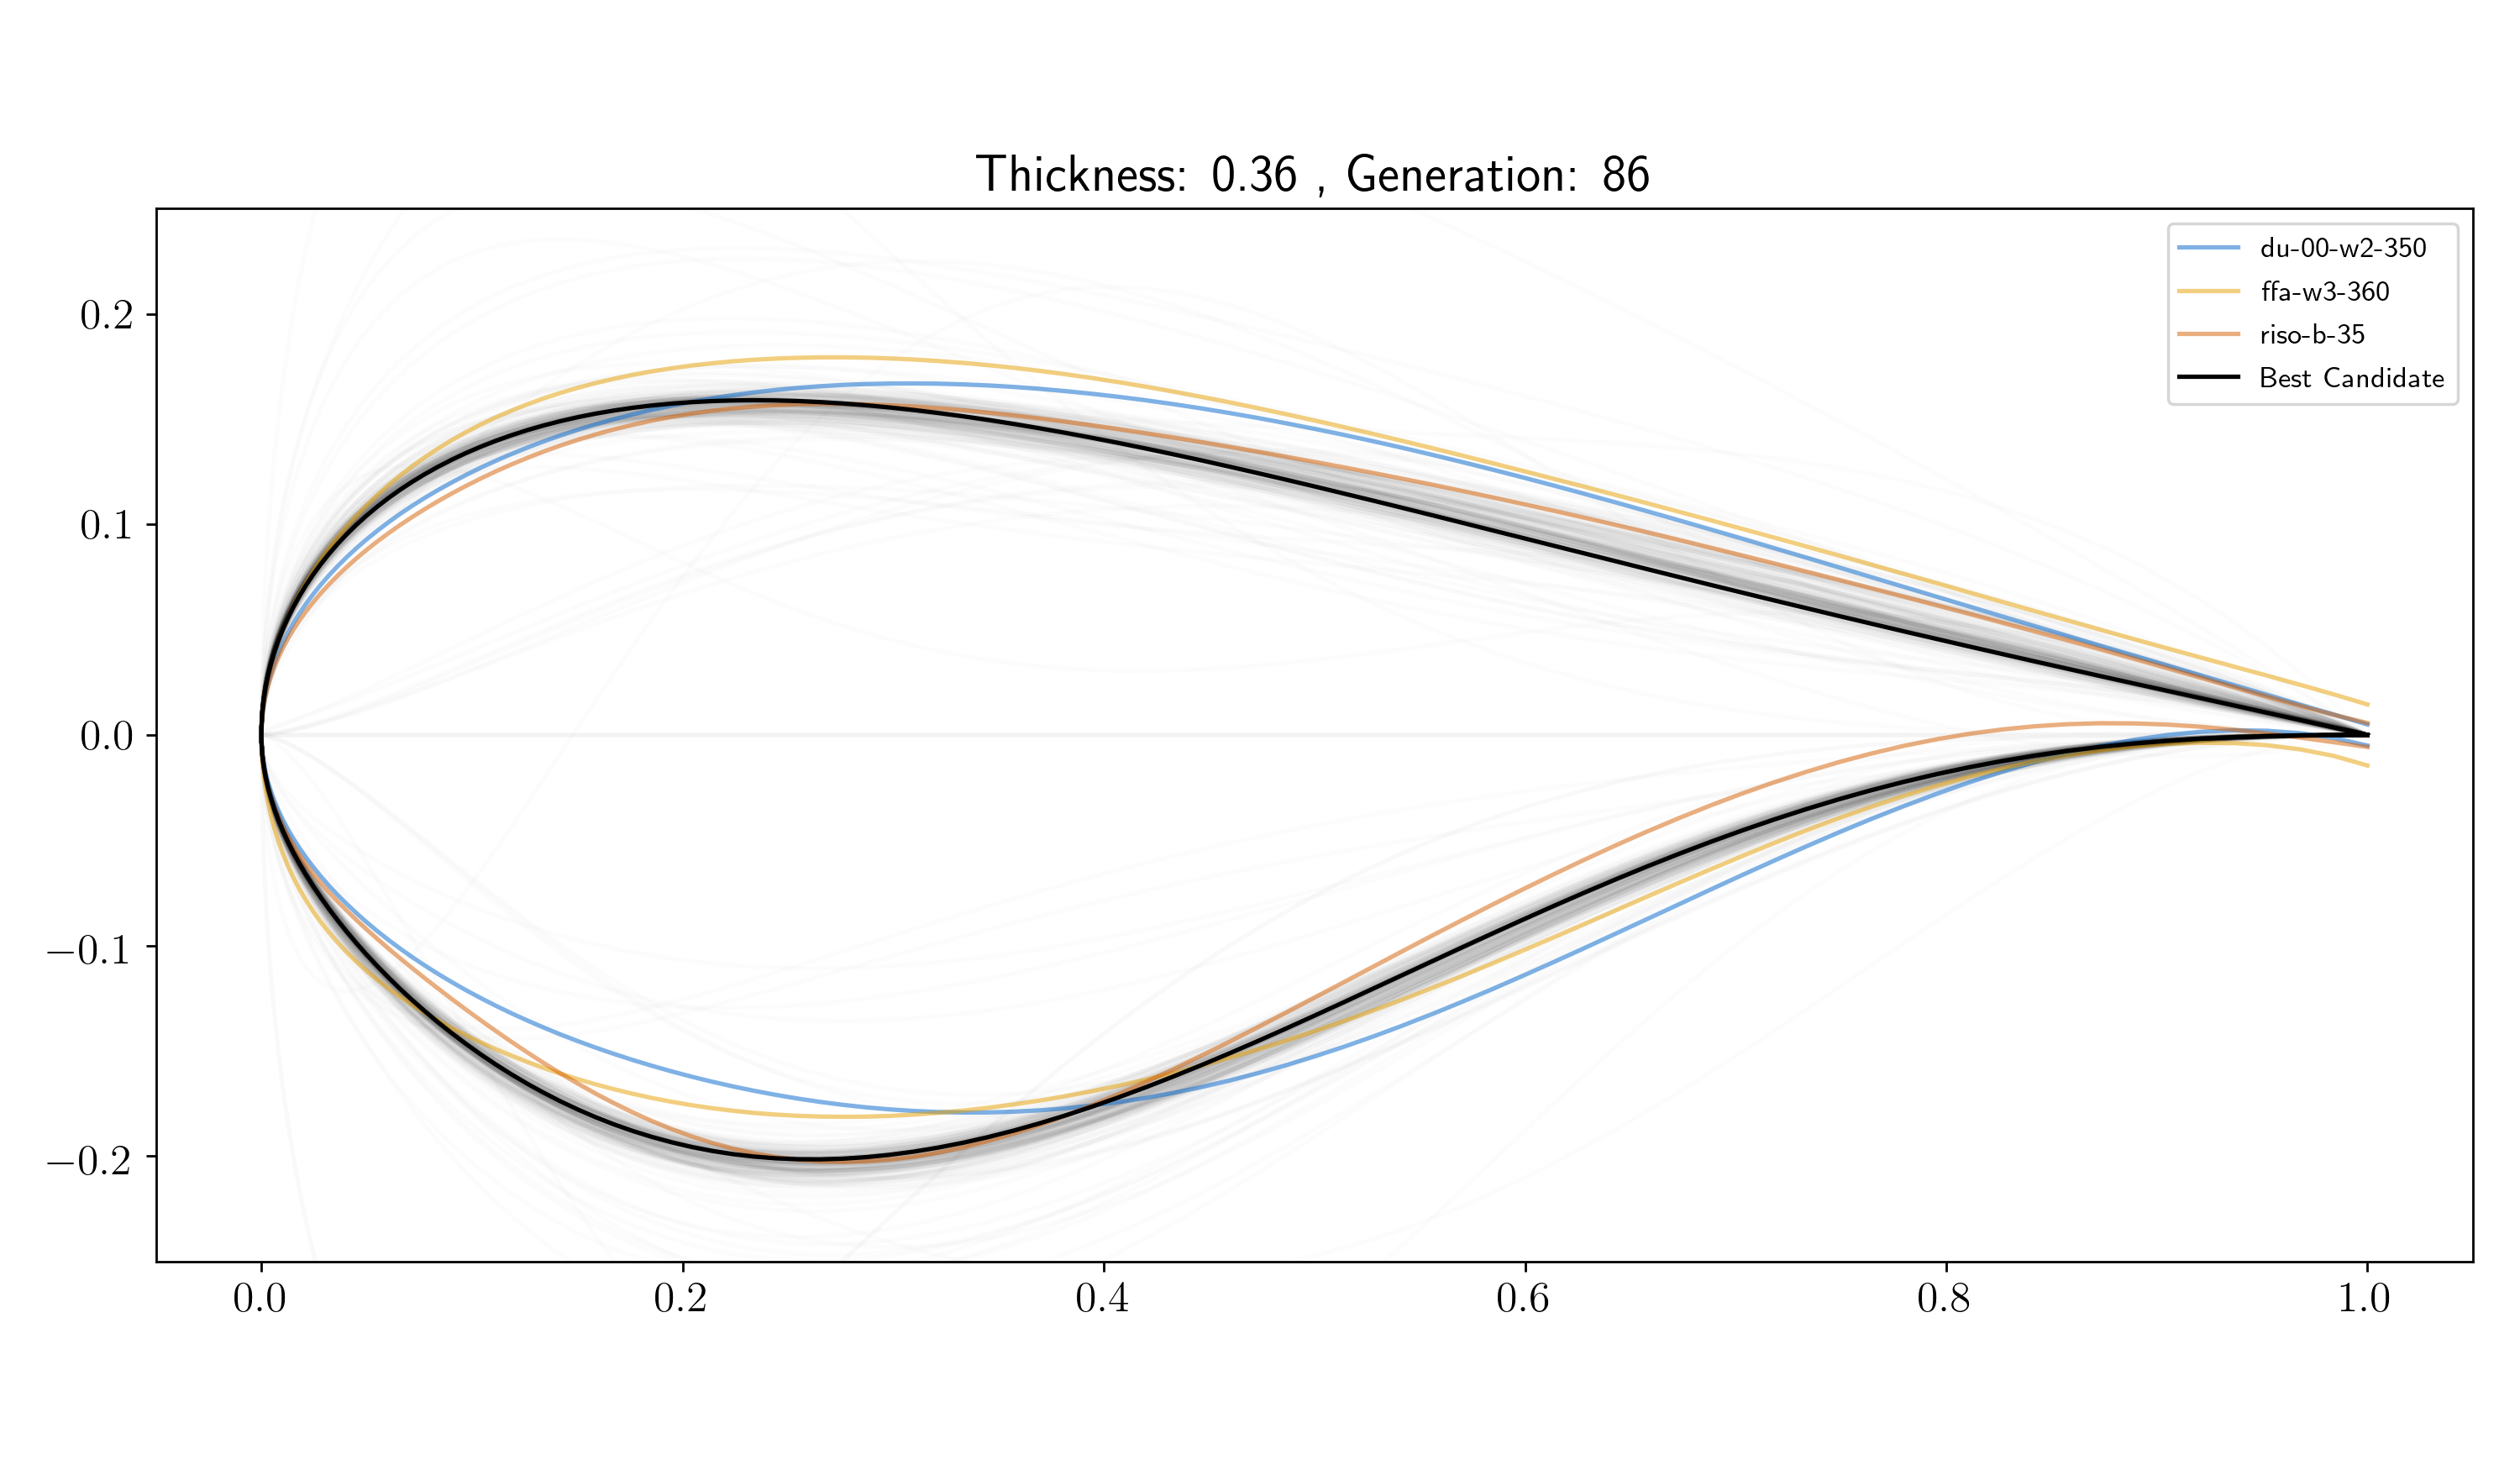 Thickness: 0.36 , Generation: 86
du-00-w2-350
ffa-w3-360
riso-b-35
Best Candidate
0.2
0.1
0.0
−0.1
−0.2
0.0 0.2 0.4 0.6 0.8 1.0